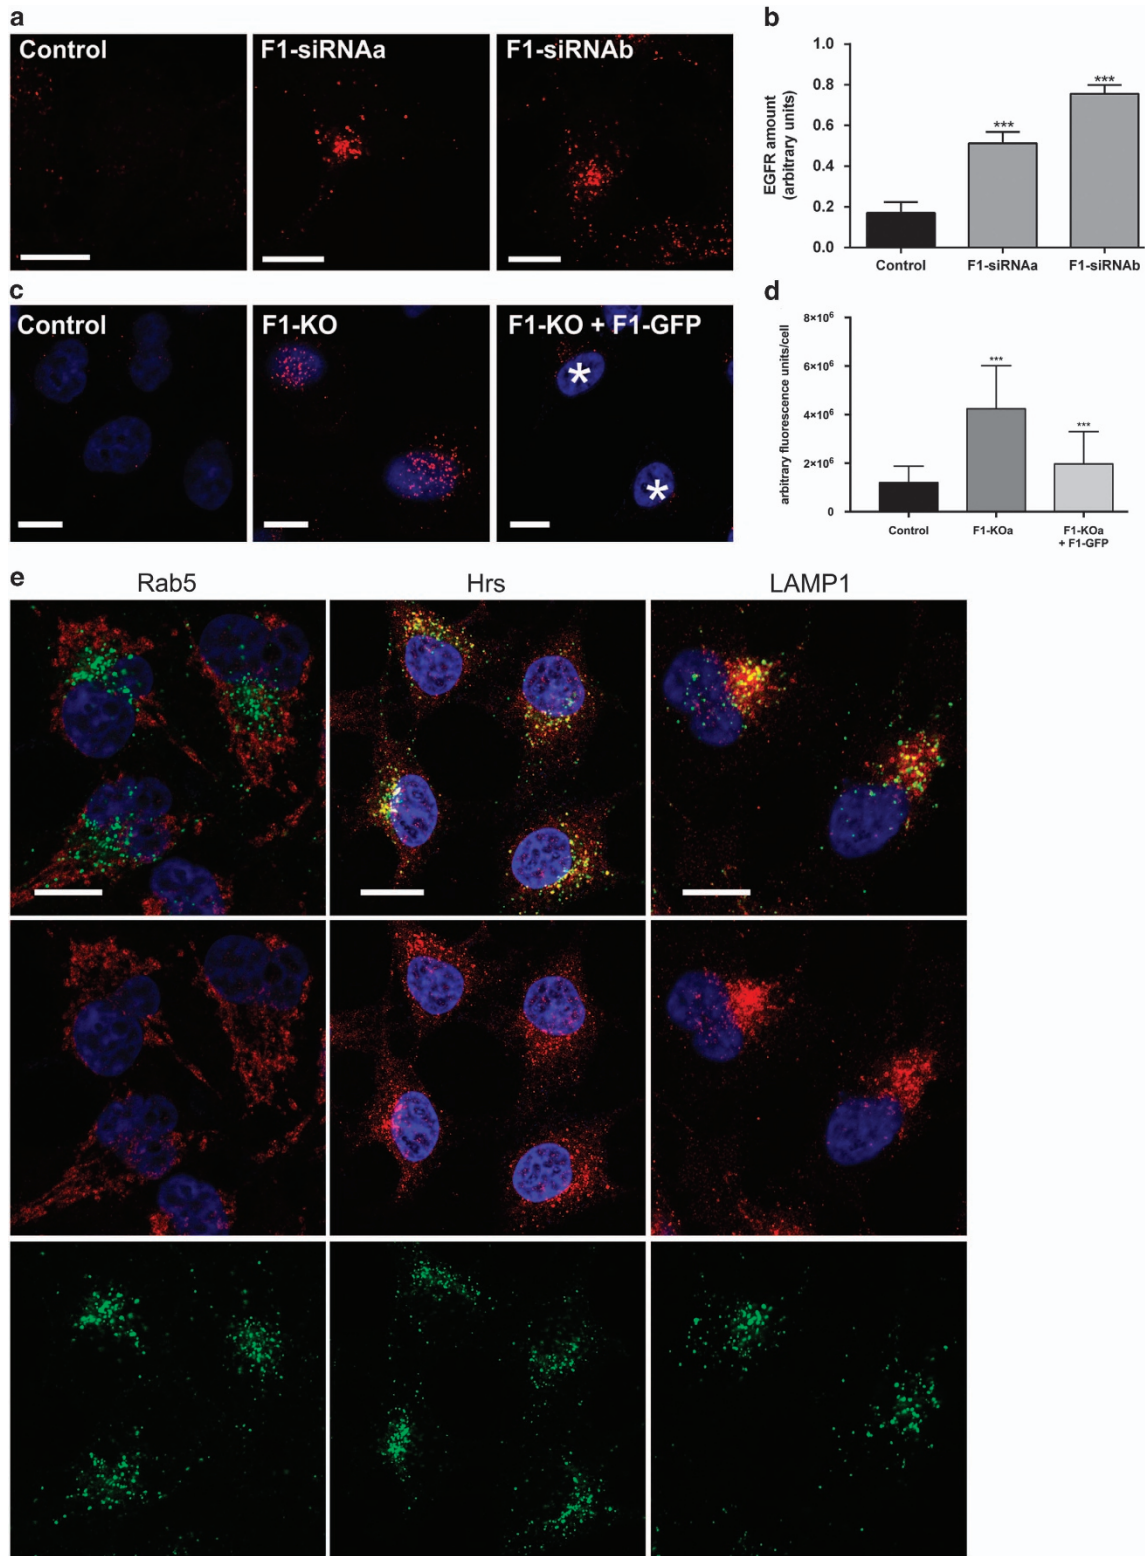 a
Control
F1-siRNAa
F1-siRNAb
b
EGFR amount
(arbitrary units)
1.0
0.8
0.6
0.4
0.2
0.0
***
***
Control
F1-siRNAa
F1-siRNAb
c
Control
F1-KO
F1-KO + F1-GFP
*
*
d
arbitrary fluorescence units/cell
8×10⁶
6×10⁶
4×10⁶
2×10⁶
0
***
***
Control
F1-KOa
F1-KOa
+ F1-GFP
e
Rab5
Hrs
LAMP1